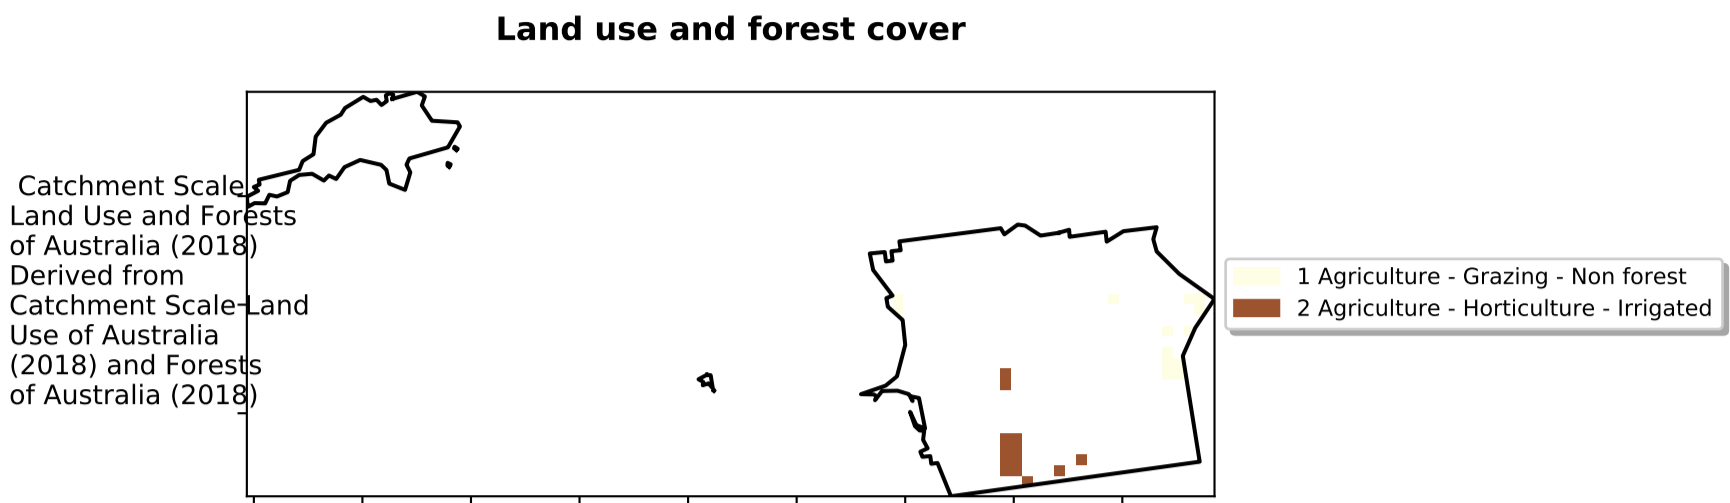 Land use and forest cover
Catchment Scale
Land Use and Forests
of Australia (2018)
Derived from
Catchment Scale Land
Use of Australia
(2018) and Forests
of Australia (2018)
1 Agriculture - Grazing - Non forest
2 Agriculture - Horticulture - Irrigated